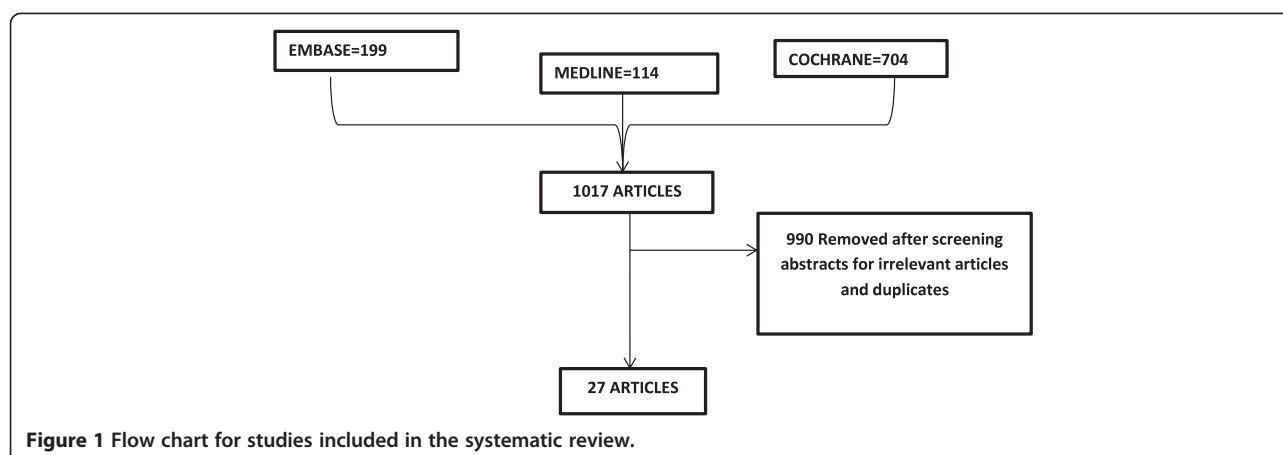 EMBASE=199
MEDLINE=114
COCHRANE=704
1017 ARTICLES
990 Removed after screening
abstracts for irrelevant articles
and duplicates
27 ARTICLES
Figure 1 Flow chart for studies included in the systematic review.